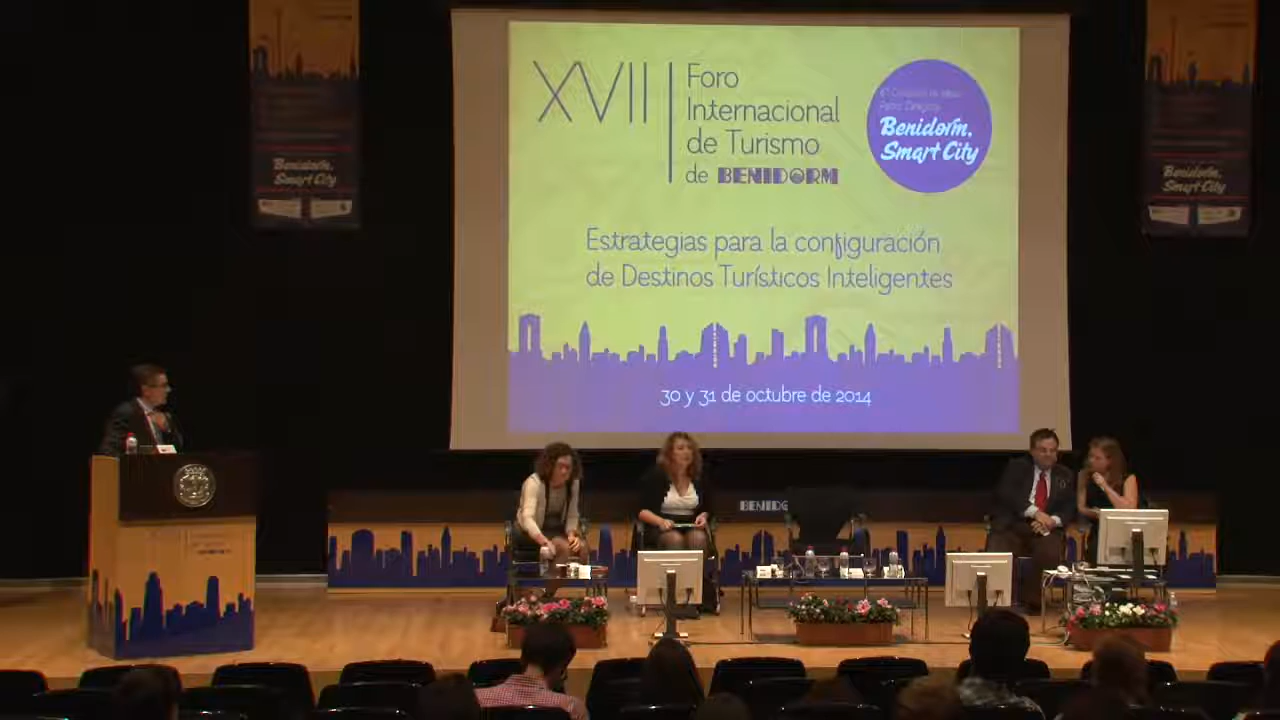 XVII
Foro
Internacional
de Turismo
de BENIDORM
Benidorm,
Smart City
Estrategias para la configuración
de Destinos Turísticos Inteligentes
30 y 31 de octubre de 2014
Benidorm,
Smart City
Benidorm,
Smart City